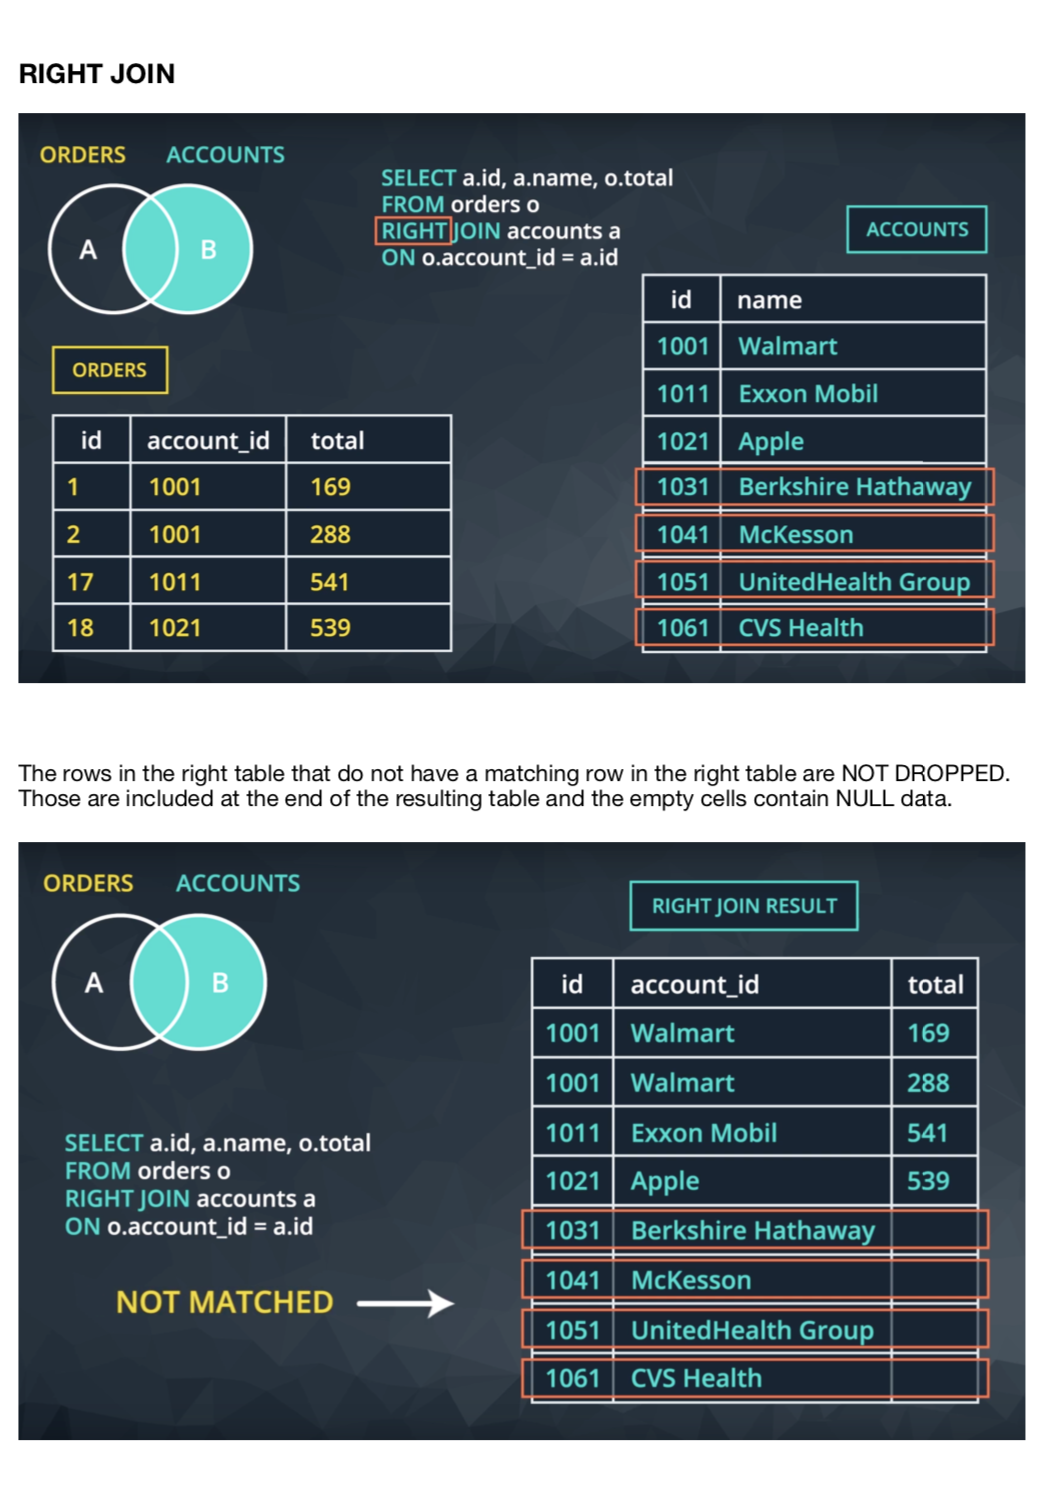 RIGHT JOIN
ORDERS ACCOUNTS
A B
SELECT a.id, a.name, o.total
FROM orders o
RIGHT JOIN accounts a
ON o.account_id = a.id
ACCOUNTS
id name
1001 Walmart
1011 Exxon Mobil
1021 Apple
1031 Berkshire Hathaway
1041 McKesson
1051 UnitedHealth Group
1061 CVS Health
ORDERS
id account_id total
1 1001 169
2 1001 288
17 1011 541
18 1021 539
The rows in the right table that do not have a matching row in the right table are NOT DROPPED.
Those are included at the end of the resulting table and the empty cells contain NULL data.
ORDERS ACCOUNTS
A B
SELECT a.id, a.name, o.total
FROM orders o
RIGHT JOIN accounts a
ON o.account_id = a.id
NOT MATCHED
RIGHT JOIN RESULT
id account_id total
1001 Walmart 169
1001 Walmart 288
1011 Exxon Mobil 541
1021 Apple 539
1031 Berkshire Hathaway
1041 McKesson
1051 UnitedHealth Group
1061 CVS Health